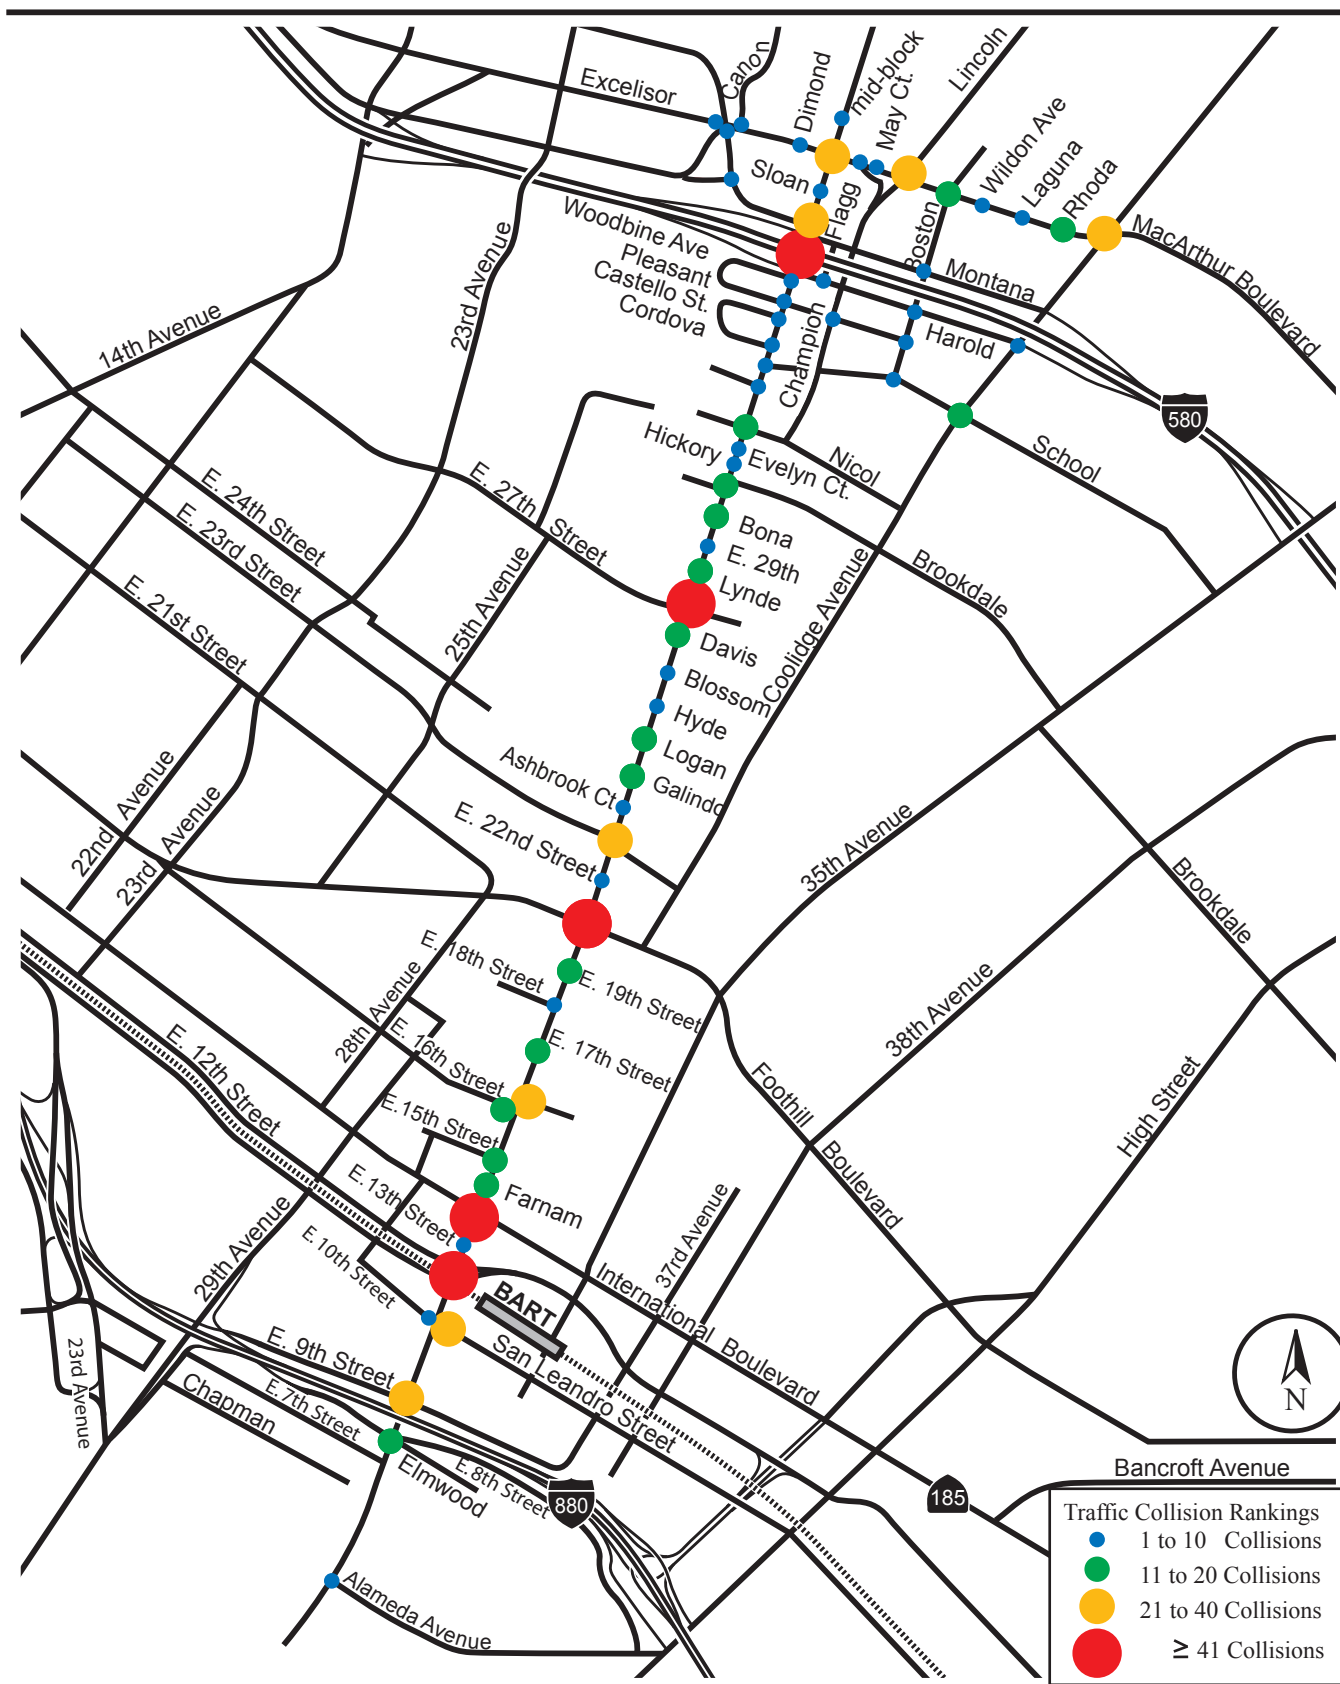 Excelisor
Canon
Dimond
mid-block
May Ct.
Lincoln
Wildon Ave
Laguna
Rhoda
MacArthur Boulevard
Sloan
Flagg
Boston
Montana
Woodbine Ave
Pleasant
Castello St.
Cordova
Champion
Harold
580
14th Avenue
23rd Avenue
Hickory
Evelyn Ct.
Nicol
School
E. 24th Street
E. 23rd Street
E. 21st Street
E. 27th Street
25th Avenue
Bona
E. 29th
Lynde
Brookdale
Coolidge Avenue
Davis
Blossom
Hyde
Logan
Galindo
Ashbrook Ct
E. 22nd Street
22nd Avenue
23rd Avenue
35th Avenue
Brookdale
E. 18th Street
E. 19th Street
28th Avenue
E. 17th Street
38th Avenue
E. 16th Street
E. 12th Street
E. 15th Street
Foothill Boulevard
High Street
E. 13th Street
Farnam
37rd Avenue
29th Avenue
E. 10th Street
BART
International Boulevard
San Leandro Street
E. 9th Street
23rd Avenue
E. 7th Street
Chapman
E. 8th Street
Elmwood
880
185
Bancroft Avenue
Alameda Avenue
N
Traffic Collision Rankings
1 to 10 Collisions
11 to 20 Collisions
21 to 40 Collisions
≥ 41 Collisions